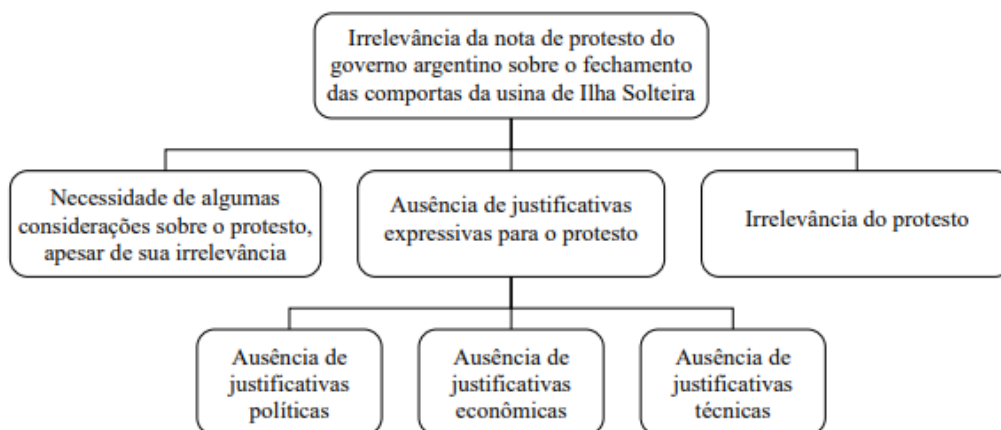 Irrelevância da nota de protesto do
governo argentino sobre o fechamento
das comportas da usina de Ilha Solteira
Necessidade de algumas
considerações sobre o protesto,
apesar de sua irrelevância
Ausência de justificativas
expressivas para o protesto
Irrelevância do protesto
Ausência de
justificativas
políticas
Ausência de
justificativas
econômicas
Ausência de
justificativas
técnicas